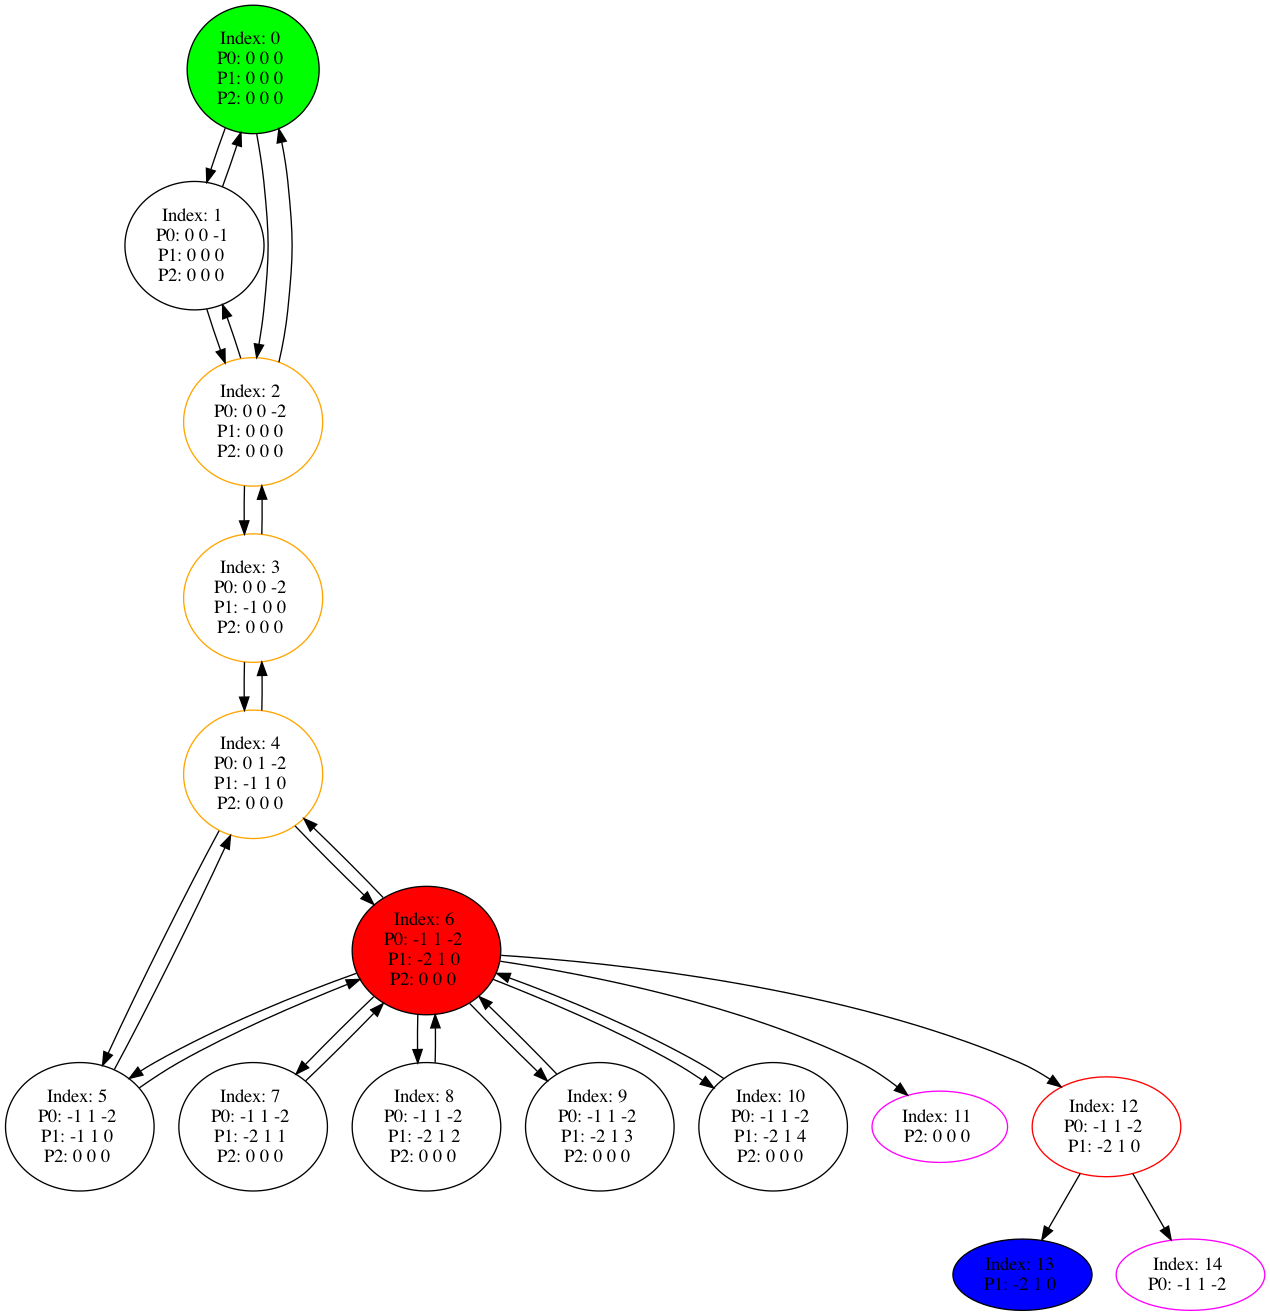 Index: 0
P0: 0 0 0
P1: 0 0 0
P2: 0 0 0
Index: 1
P0: 0 0 -1
P1: 0 0 0
P2: 0 0 0
Index: 2
P0: 0 0 -2
P1: 0 0 0
P2: 0 0 0
Index: 3
P0: 0 0 -2
P1: -1 0 0
P2: 0 0 0
Index: 4
P0: 0 1 -2
P1: -1 1 0
P2: 0 0 0
Index: 6
P0: -1 1 -2
P1: -2 1 0
P2: 0 0 0
Index: 5
P0: -1 1 -2
P1: -1 1 0
P2: 0 0 0
Index: 7
P0: -1 1 -2
P1: -2 1 1
P2: 0 0 0
Index: 8
P0: -1 1 -2
P1: -2 1 2
P2: 0 0 0
Index: 9
P0: -1 1 -2
P1: -2 1 3
P2: 0 0 0
Index: 10
P0: -1 1 -2
P1: -2 1 4
P2: 0 0 0
Index: 11
P2: 0 0 0
Index: 12
P0: -1 1 -2
P1: -2 1 0
Index: 13
P1: -2 1 0
Index: 14
P0: -1 1 -2